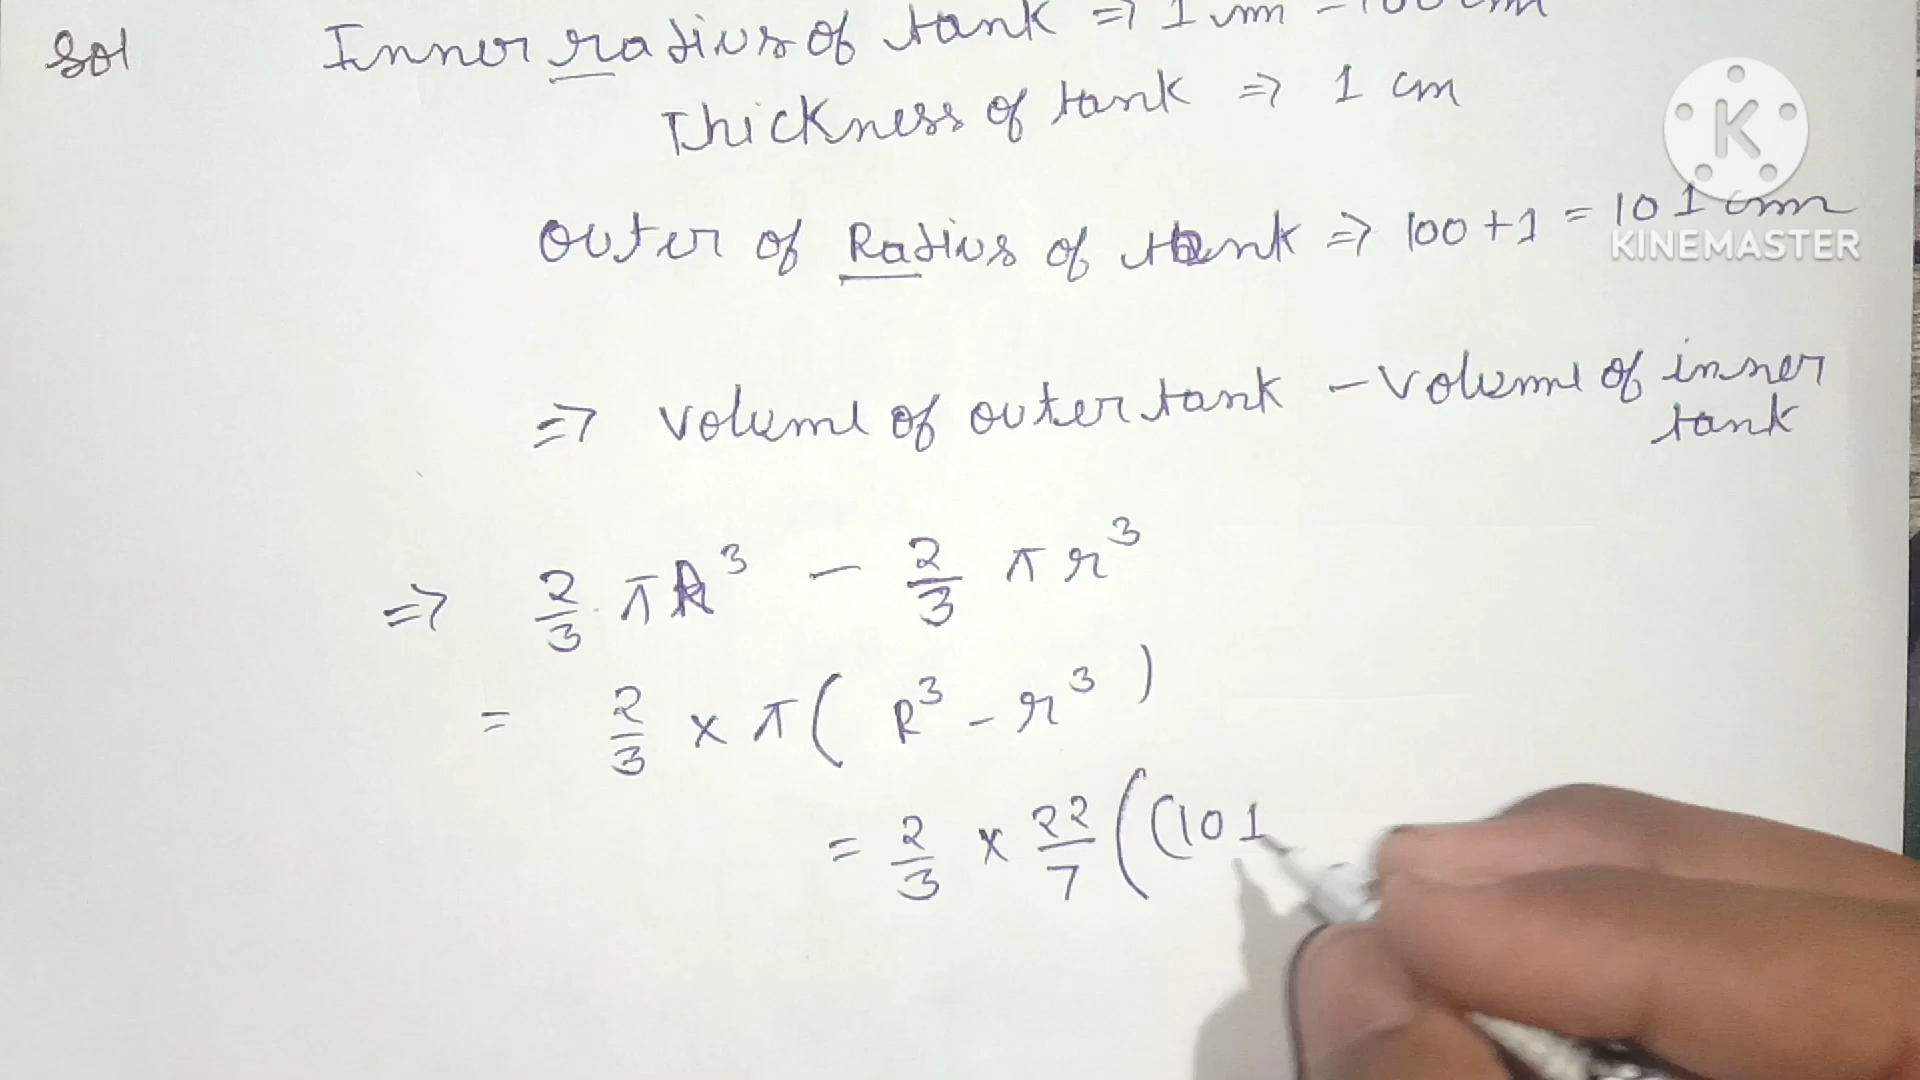 Sol Inner radius of tank => 1 m = 100 cm
Thickness of tank => 1 cm
K
Outer of Radius of tank => 100 + 1 = 101 cm
KINEMASTER
=> Volume of outer tank - Volume of inner
tank
=> 2/3 . πR³ - 2/3 πr³
= 2/3 × π( R³ - r³ )
= 2/3 × 22/7 ((101